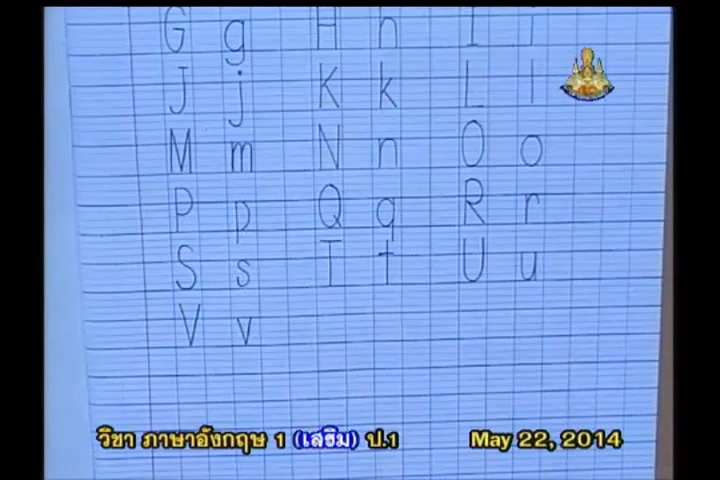 G g H n I i
J j K k L l
M m N n O o
P p Q q R r
S s T t U u
V v
วิชา ภาษาอังกฤษ 1 (เสริม) ป.1 May 22, 2014